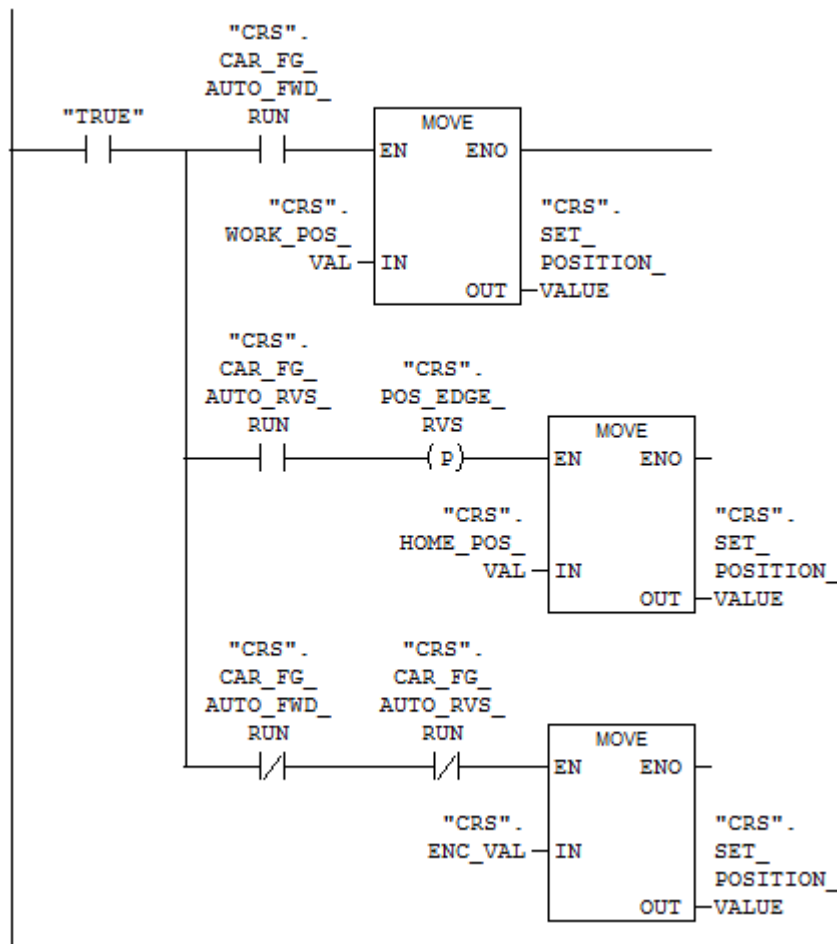 "CRS".
CAR_FG_
AUTO_FWD_
"TRUE" RUN
MOVE
EN ENO
"CRS". "CRS".
WORK_POS_ SET_
VAL IN POSITION_
OUT VALUE
"CRS". "CRS".
CAR_FG_ POS_EDGE_
AUTO_RVS_ RVS
RUN MOVE
P EN ENO
"CRS". "CRS".
HOME_POS_ SET_
VAL IN POSITION_
OUT VALUE
"CRS". "CRS".
CAR_FG_ CAR_FG_
AUTO_FWD_ AUTO_RVS_
RUN RUN MOVE
EN ENO
"CRS". "CRS".
ENC_VAL IN SET_
POSITION_
OUT VALUE